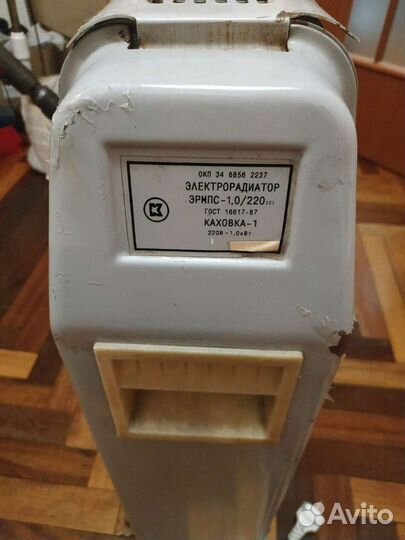 ОКП 34 6856 2237
ЭЛЕКТРОРАДИАТОР
ЭРМПС-1,0/220(С)
ГОСТ 16617-87
КАХОВКА-1
220В-1,0кВт
Avito